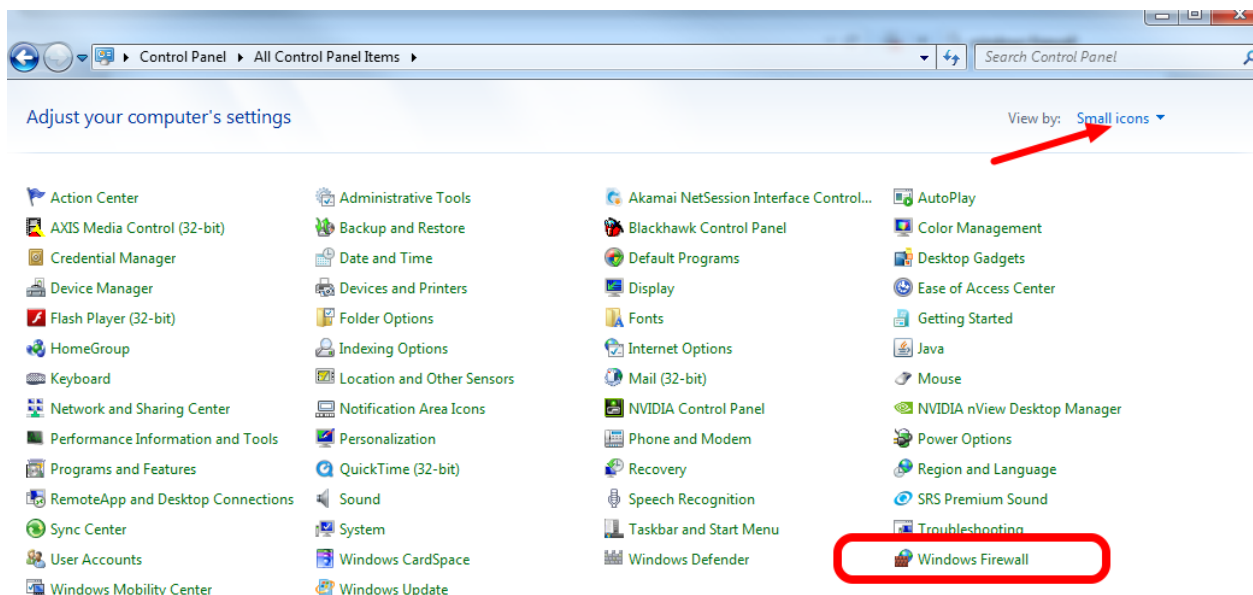 Control Panel All Control Panel Items Search Control Panel
Adjust your computer's settings View by: Small icons
Action Center Administrative Tools Akamai NetSession Interface Control... AutoPlay
AXIS Media Control (32-bit) Backup and Restore Blackhawk Control Panel Color Management
Credential Manager Date and Time Default Programs Desktop Gadgets
Device Manager Devices and Printers Display Ease of Access Center
Flash Player (32-bit) Folder Options Fonts Getting Started
HomeGroup Indexing Options Internet Options Java
Keyboard Location and Other Sensors Mail (32-bit) Mouse
Network and Sharing Center Notification Area Icons NVIDIA Control Panel NVIDIA nView Desktop Manager
Performance Information and Tools Personalization Phone and Modem Power Options
Programs and Features QuickTime (32-bit) Recovery Region and Language
RemoteApp and Desktop Connections Sound Speech Recognition SRS Premium Sound
Sync Center System Taskbar and Start Menu Troubleshooting
User Accounts Windows CardSpace Windows Defender Windows Firewall
Windows Mobility Center Windows Update